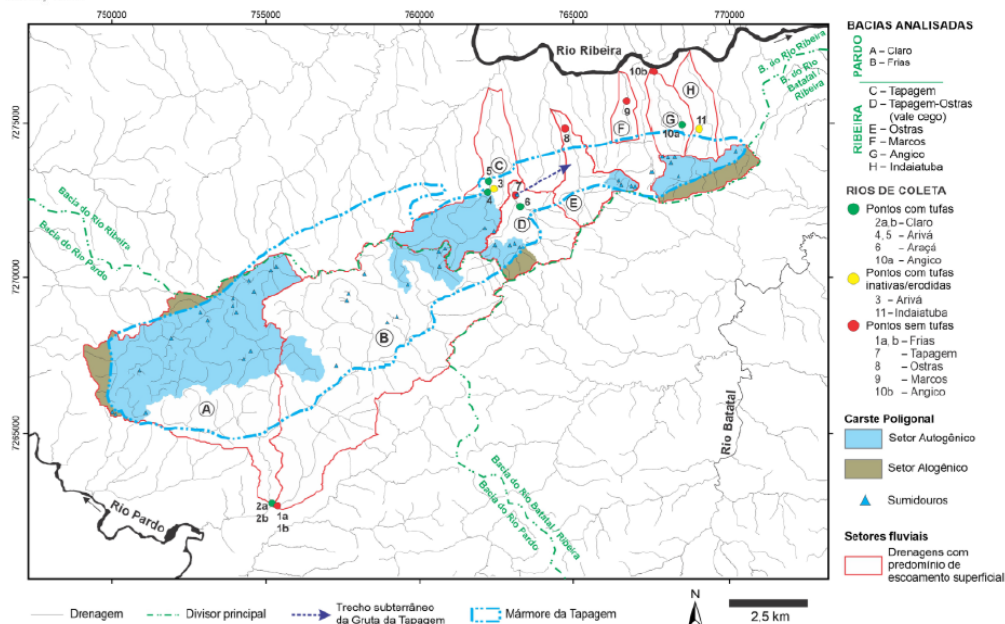 750000 755000 760000 765000 770000
7275000
7270000
7265000
Rio Ribeira
B. do Rio Ribeira
B. do Rio Batatal / Ribeira
10b
H
9
F
G
10a
11
8
C
5
3
4
7
6
E
D
Bacia do Rio Ribeira
Bacia do Rio Pardo
B
A
Rio Batatal
Bacia do Rio Batatal / Ribeira
Bacia do Rio Pardo
Rio Pardo
2a
2b
1a
1b
BACIAS ANALISADAS
PARDO
A – Claro
B – Frias
RIBEIRA
C – Tapagem
D – Tapagem-Ostras
(vale cego)
E – Ostras
F – Marcos
G – Angico
H – Indaiatuba
RIOS DE COLETA
Pontos com tufas
2a,b – Claro
4,5 – Arivá
6 – Araçá
10a – Angico
Pontos com tufas
inativas/erodidas
3 – Arivá
11 – Indaiatuba
Pontos sem tufas
1a,b – Frias
7 – Tapagem
8 – Ostras
9 – Marcos
10b – Angico
Carste Poligonal
Setor Autogênico
Setor Alogênico
Sumidouros
Setores fluviais
Drenagens com
predomínio de
escoamento superficial
Drenagem
Divisor principal
Trecho subterrâneo
da Gruta da Tapagem
Mármore da Tapagem
N
2.5 km